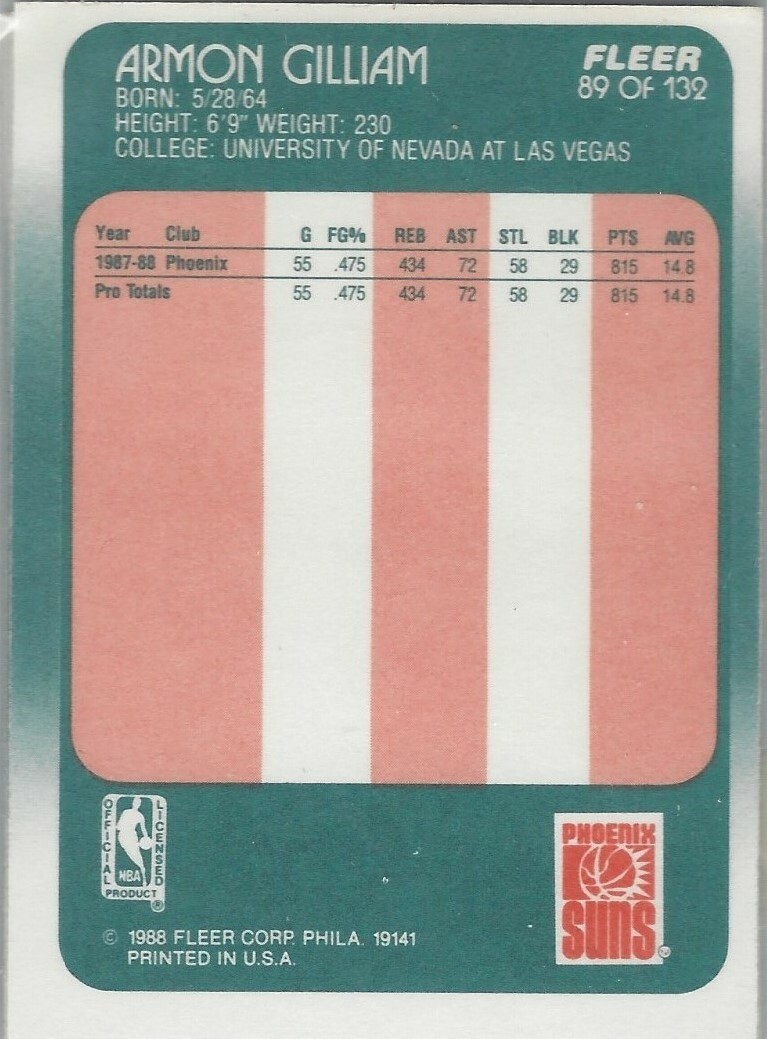 ARMON GILLIAM
FLEER
89 OF 132
BORN: 5/28/64
HEIGHT: 6'9" WEIGHT: 230
COLLEGE: UNIVERSITY OF NEVADA AT LAS VEGAS
Year Club G FG% REB AST STL BLK PTS AVG
1987-88 Phoenix 55 .475 434 72 58 29 815 14.8
Pro Totals 55 .475 434 72 58 29 815 14.8
OFFICIAL LICENSED
NBA
PRODUCT ®
PHOENIX
SUNS
© 1988 FLEER CORP. PHILA. 19141
PRINTED IN U.S.A.